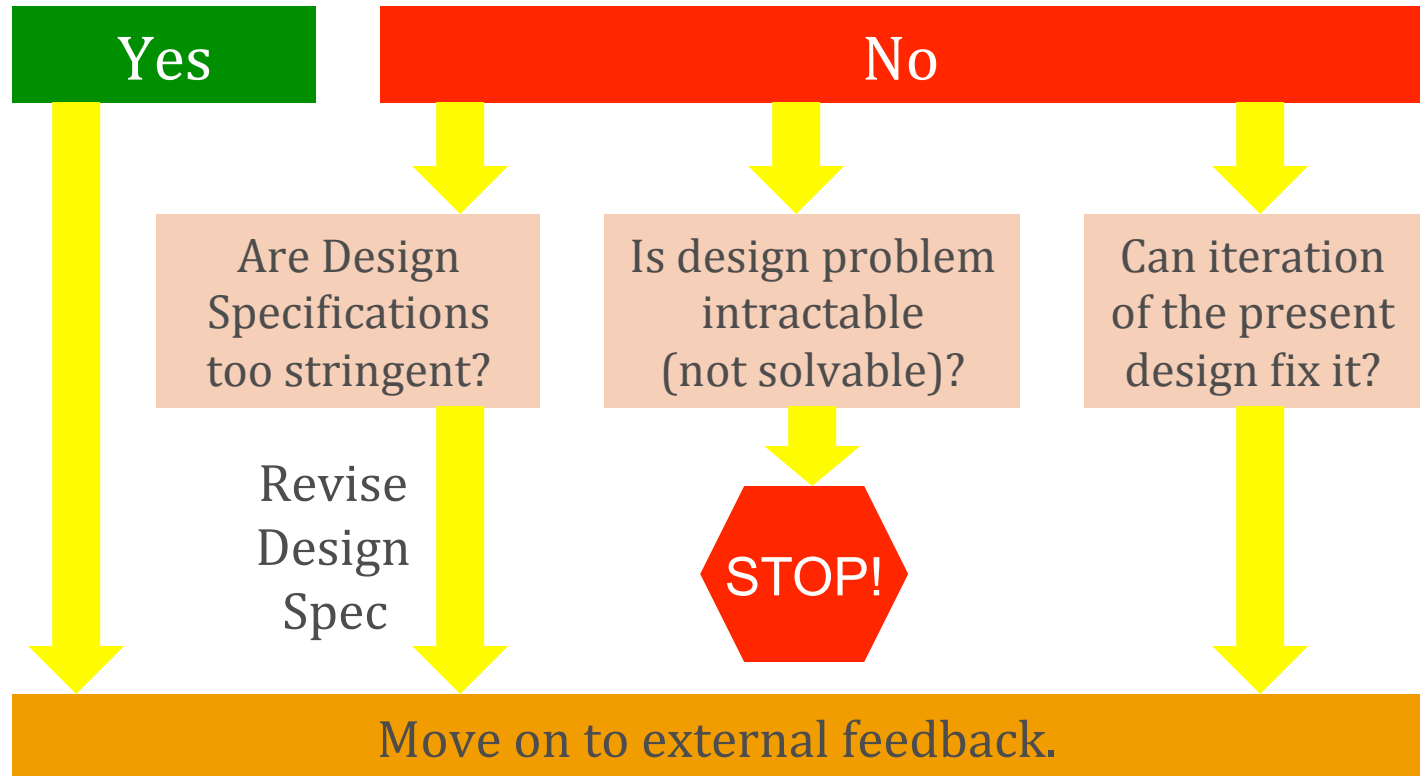 Yes
No
Are Design
Specifications
too stringent?
Is design problem
intractable
(not solvable)?
Can iteration
of the present
design fix it?
Revise
Design
Spec
STOP!
Move on to external feedback.